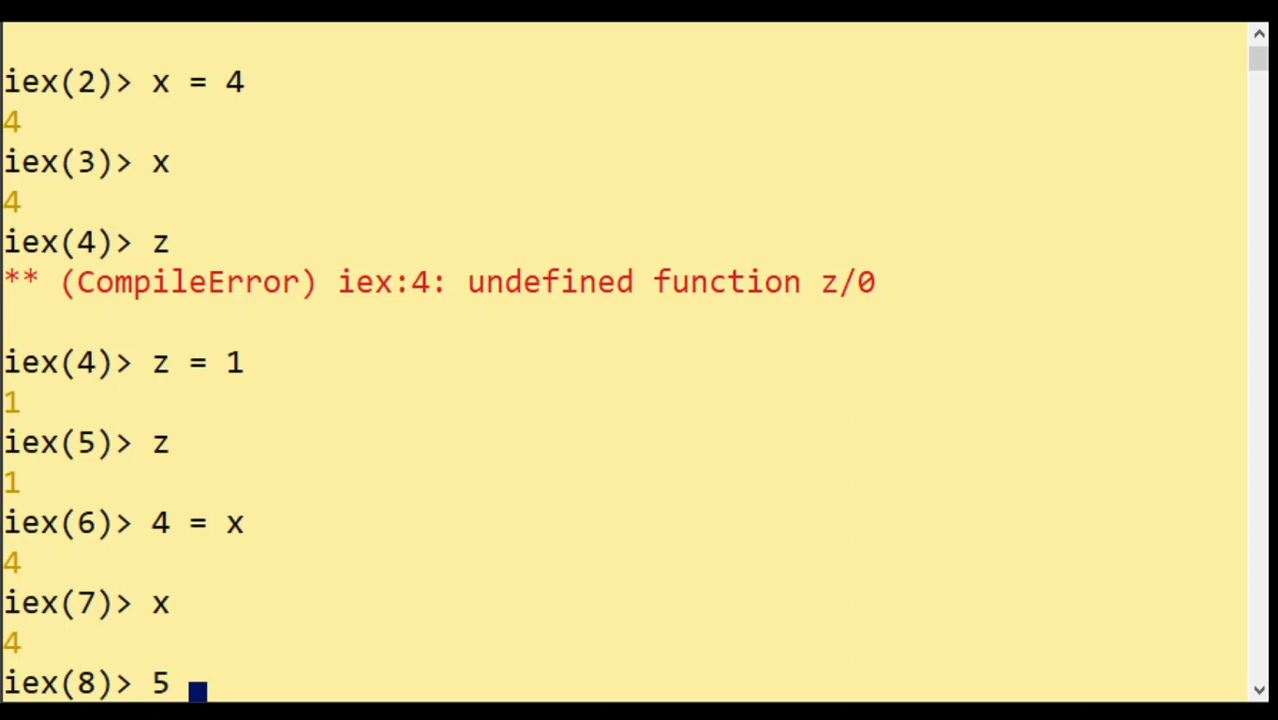 iex(2)> x = 4
4
iex(3)> x
4
iex(4)> z
** (CompileError) iex:4: undefined function z/0
iex(4)> z = 1
1
iex(5)> z
1
iex(6)> 4 = x
4
iex(7)> x
4
iex(8)> 5